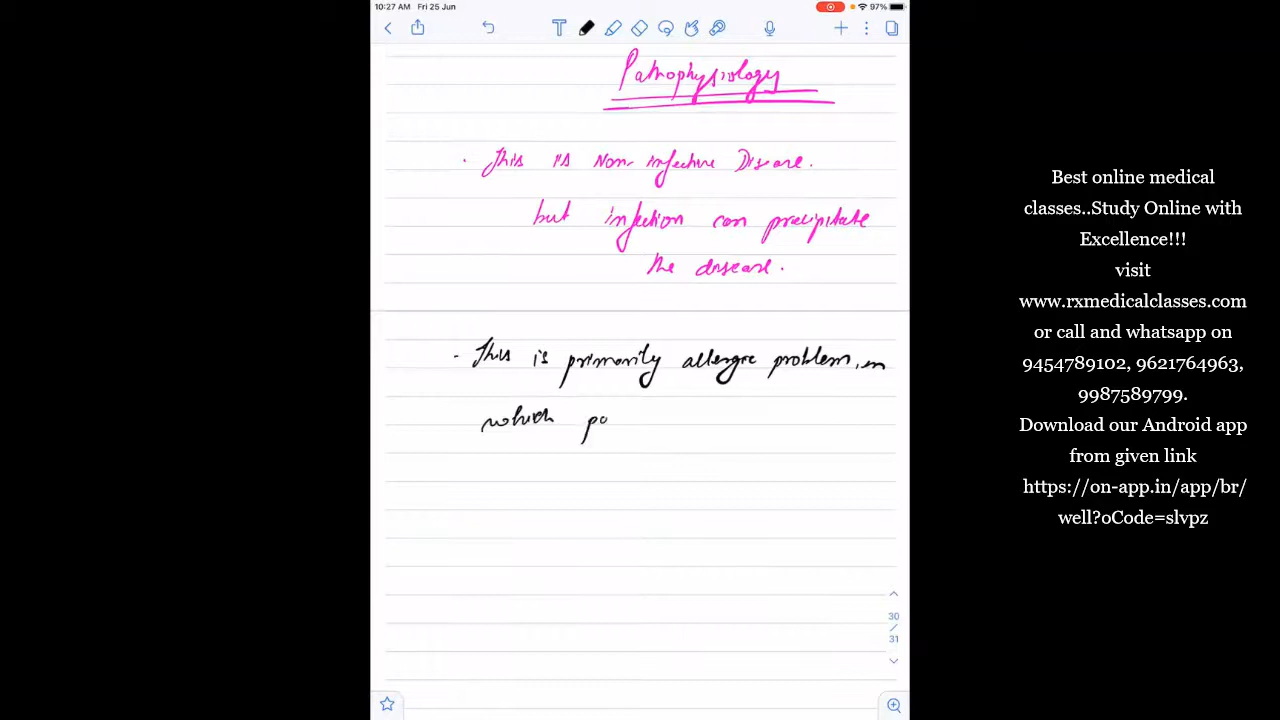 10:27 AM Fri 25 Jun
97%
Pathophysiology
. This is Non-infective Disease.
but infection can precipitate
the disease.
. This is primarily allergic problem, in
which pa
30
/
31
Best online medical
classes..Study Online with
Excellence!!!
visit
www.rxmedicalclasses.com
or call and whatsapp on
9454789102, 9621764963,
9987589799.
Download our Android app
from given link
https://on-app.in/app/br/
well?oCode=slvpz